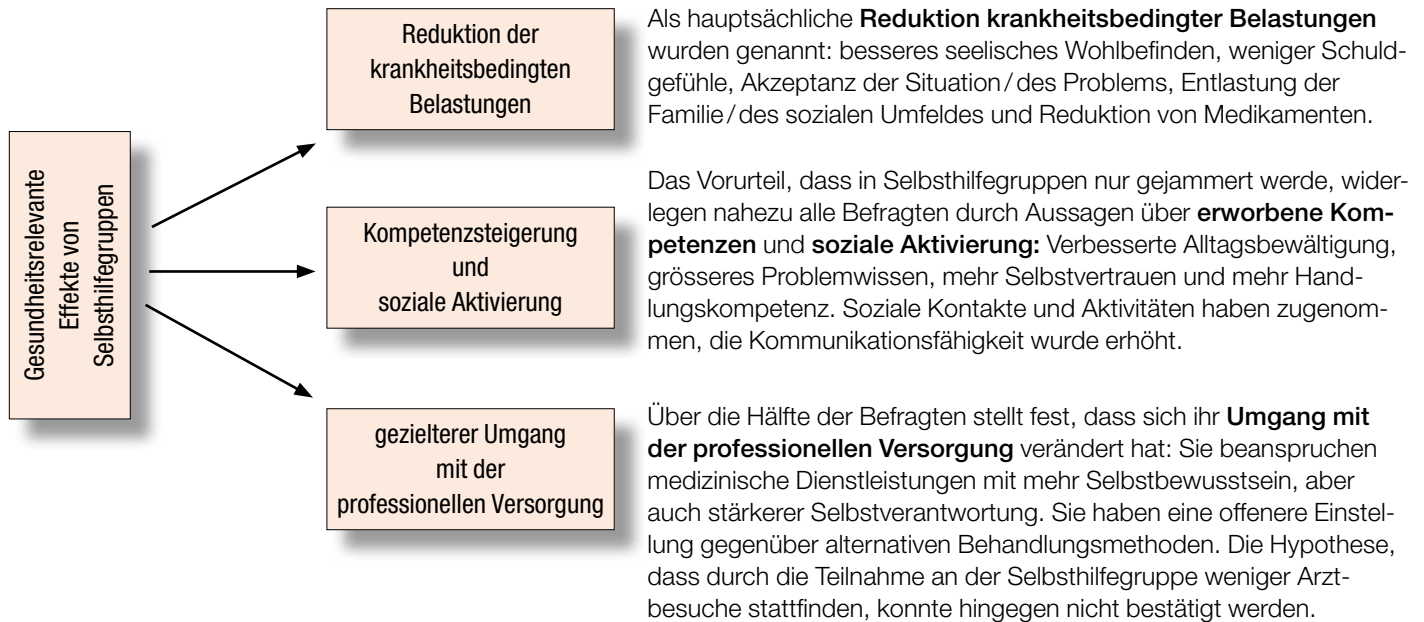 Gesundheitsrelevante
Effekte von
Selbsthilfegruppen
Reduktion der
krankheitsbedingten
Belastungen
Als hauptsächliche Reduktion krankheitsbedingter Belastungen
wurden genannt: besseres seelisches Wohlbefinden, weniger Schuld-
gefühle, Akzeptanz der Situation/des Problems, Entlastung der
Familie/des sozialen Umfeldes und Reduktion von Medikamenten.
Kompetenzsteigerung
und
soziale Aktivierung
Das Vorurteil, dass in Selbsthilfegruppen nur gejammert werde, wider-
legen nahezu alle Befragten durch Aussagen über erworbene Kom-
petenzen und soziale Aktivierung: Verbesserte Alltagsbewältigung,
grösseres Problemwissen, mehr Selbstvertrauen und mehr Hand-
lungskompetenz. Soziale Kontakte und Aktivitäten haben zugenom-
men, die Kommunikationsfähigkeit wurde erhöht.
gezielterer Umgang
mit der
professionellen Versorgung
Über die Hälfte der Befragten stellt fest, dass sich ihr Umgang mit
der professionellen Versorgung verändert hat: Sie beanspruchen
medizinische Dienstleistungen mit mehr Selbstbewusstsein, aber
auch stärkerer Selbstverantwortung. Sie haben eine offenere Einstel-
lung gegenüber alternativen Behandlungsmethoden. Die Hypothese,
dass durch die Teilnahme an der Selbsthilfegruppe weniger Arzt-
besuche stattfinden, konnte hingegen nicht bestätigt werden.